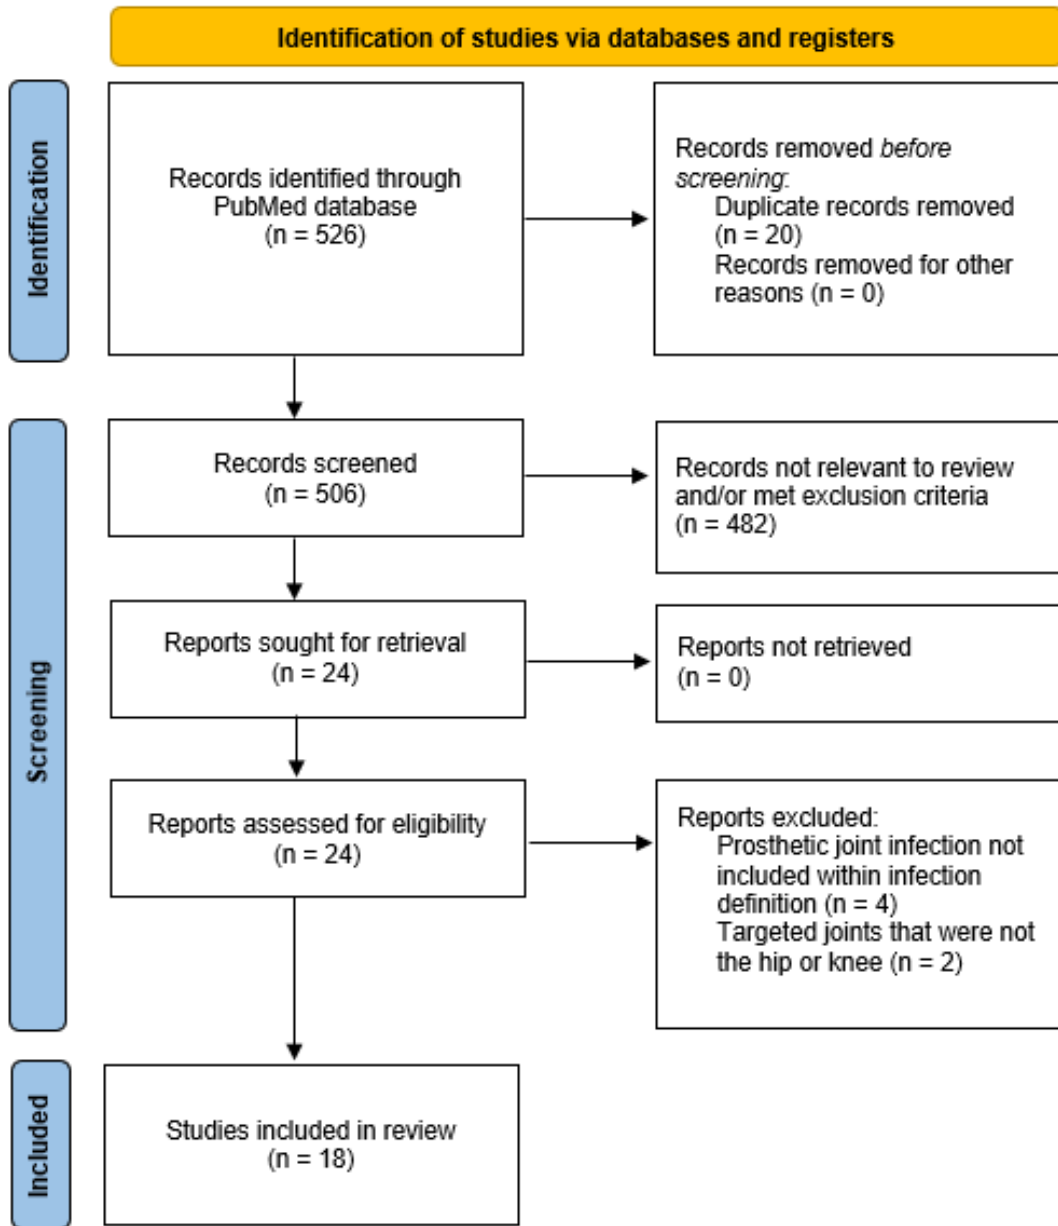 Identification of studies via databases and registers
Identification
Records identified through
PubMed database
(n = 526)
Records removed before
screening:
Duplicate records removed
(n = 20)
Records removed for other
reasons (n = 0)
Screening
Records screened
(n = 506)
Records not relevant to review
and/or met exclusion criteria
(n = 482)
Reports sought for retrieval
(n = 24)
Reports not retrieved
(n = 0)
Reports assessed for eligibility
(n = 24)
Reports excluded:
Prosthetic joint infection not
included within infection
definition (n = 4)
Targeted joints that were not
the hip or knee (n = 2)
Included
Studies included in review
(n = 18)